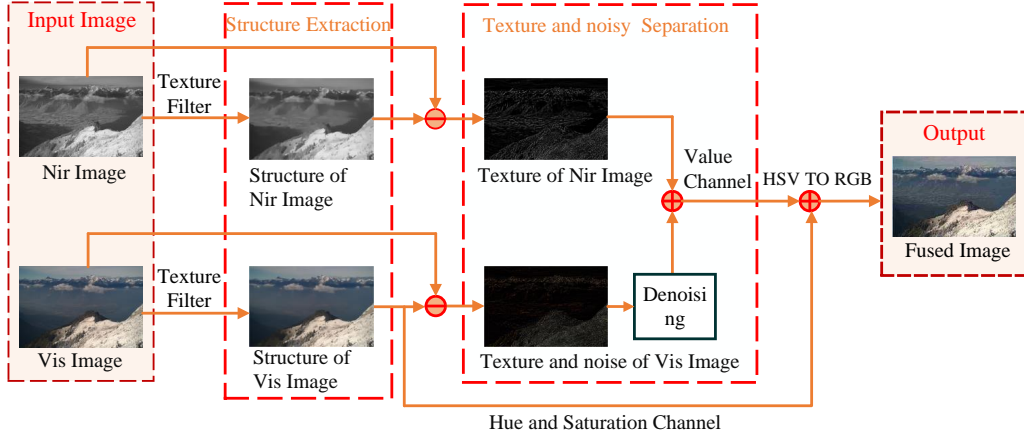 Input Image
Structure Extraction
Texture and noisy Separation
Output
Texture
Filter
Nir Image
Structure of
Nir Image
Texture of Nir Image
Value
Channel
HSV TO RGB
Fused Image
Texture
Filter
Vis Image
Structure of
Vis Image
Denoisi
ng
Texture and noise of Vis Image
Hue and Saturation Channel